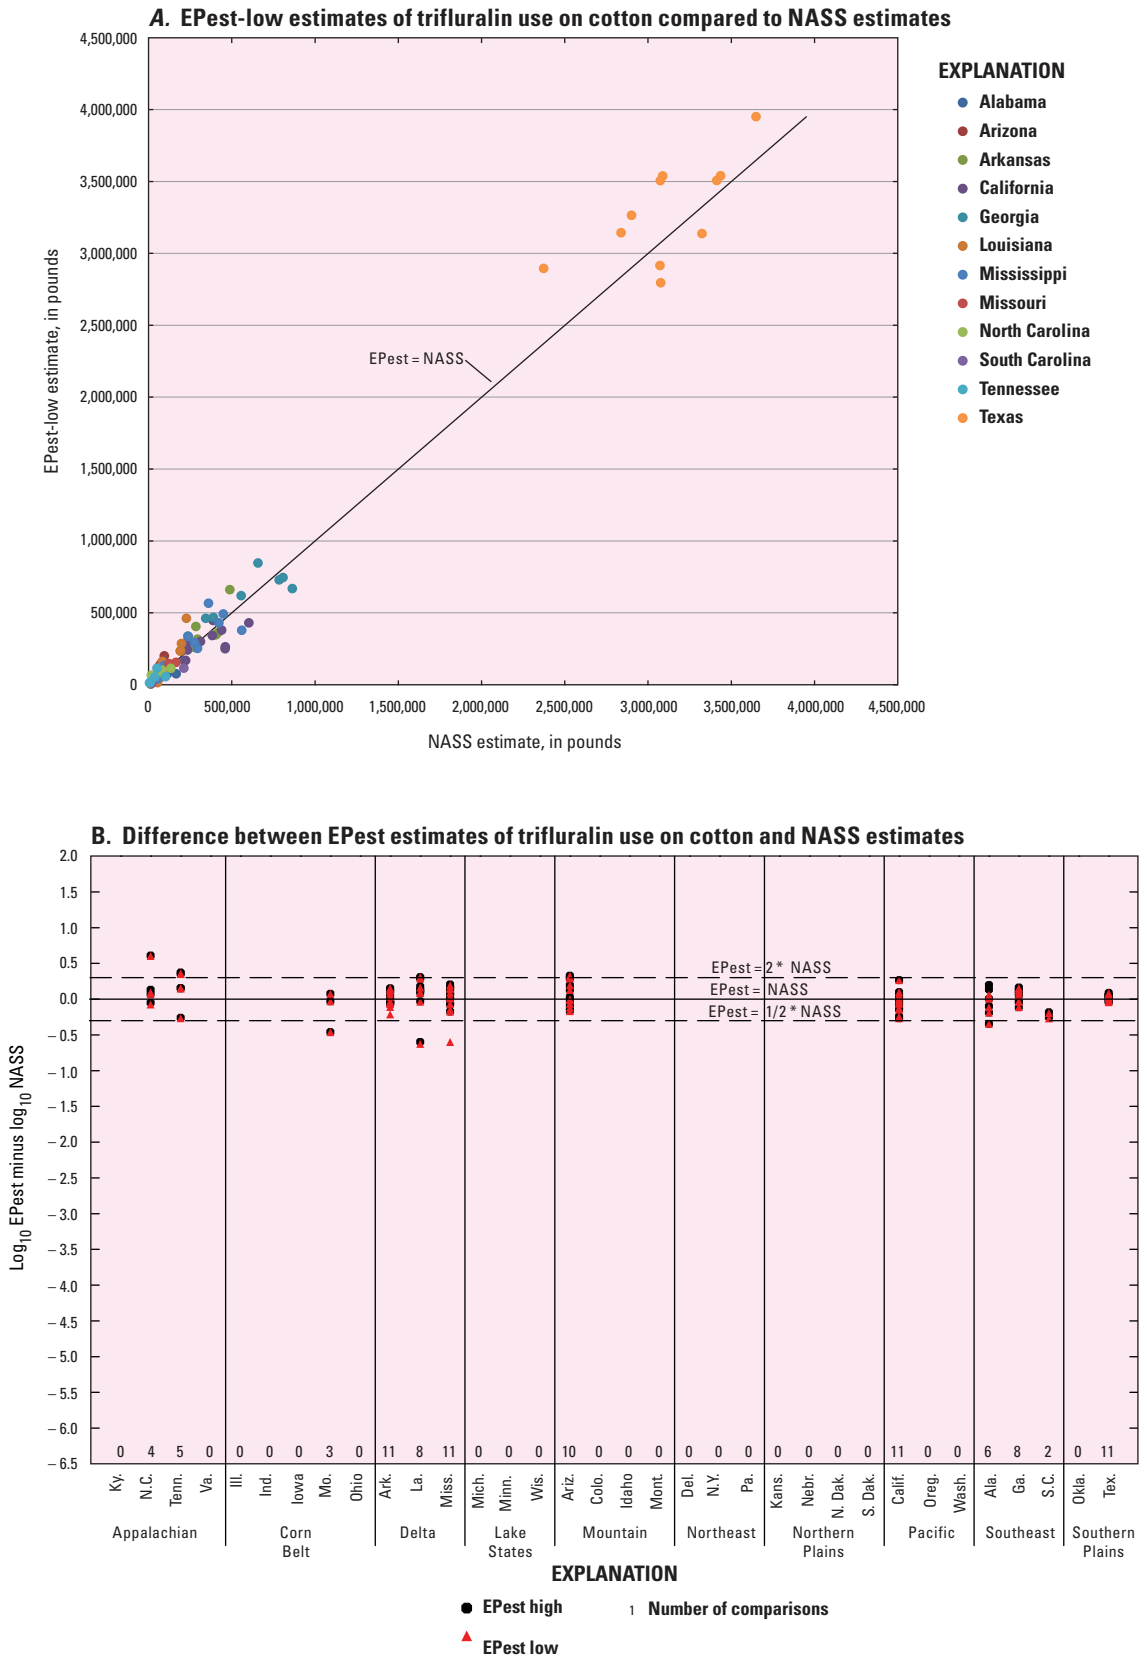 A. EPest-low estimates of trifluralin use on cotton compared to NASS estimates
4,500,000
4,000,000
3,500,000
3,000,000
2,500,000
2,000,000
1,500,000
1,000,000
500,000
0
EPest-low estimate, in pounds
EPest = NASS
0 500,000 1,000,000 1,500,000 2,000,000 2,500,000 3,000,000 3,500,000 4,000,000 4,500,000
NASS estimate, in pounds
EXPLANATION
Alabama
Arizona
Arkansas
California
Georgia
Louisiana
Mississippi
Missouri
North Carolina
South Carolina
Tennessee
Texas
B. Difference between EPest estimates of trifluralin use on cotton and NASS estimates
2.0
1.5
1.0
0.5
0.0
–0.5
–1.0
–1.5
–2.0
–2.5
–3.0
–3.5
–4.0
–4.5
–5.0
–5.5
–6.0
–6.5
Log10 EPest minus log10 NASS
EPest = 2 * NASS
EPest = NASS
EPest = 1/2 * NASS
0 4 5 0 0 0 0 3 0 11 8 11 0 0 0 10 0 0 0 0 0 0 0 0 0 0 11 0 0 6 8 2 0 11
Ky. N.C. Tenn. Va. Ill. Ind. Iowa Mo. Ohio Ark. La. Miss. Mich. Minn. Wis. Ariz. Colo. Idaho Mont. Del. N.Y. Pa. Kans. Nebr. N. Dak. S. Dak. Calif. Oreg. Wash. Ala. Ga. S.C. Okla. Tex.
Appalachian Corn Belt Delta Lake States Mountain Northeast Northern Plains Pacific Southeast Southern Plains
EXPLANATION
EPest high
1 Number of comparisons
EPest low